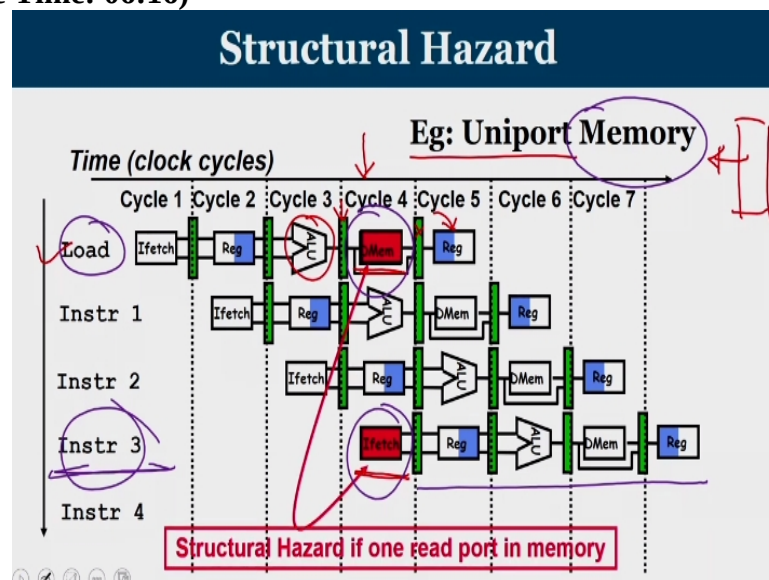 Time: 00:16)
Structural Hazard
Eg: Uniport Memory
Time (clock cycles)
Cycle 1 Cycle 2 Cycle 3 Cycle 4 Cycle 5 Cycle 6 Cycle 7
Load Ifetch Reg ALU DMem Reg
Instr 1 Ifetch Reg ALU DMem Reg
Instr 2 Ifetch Reg ALU DMem Reg
Instr 3 Ifetch Reg ALU DMem Reg
Instr 4
Structural Hazard if one read port in memory